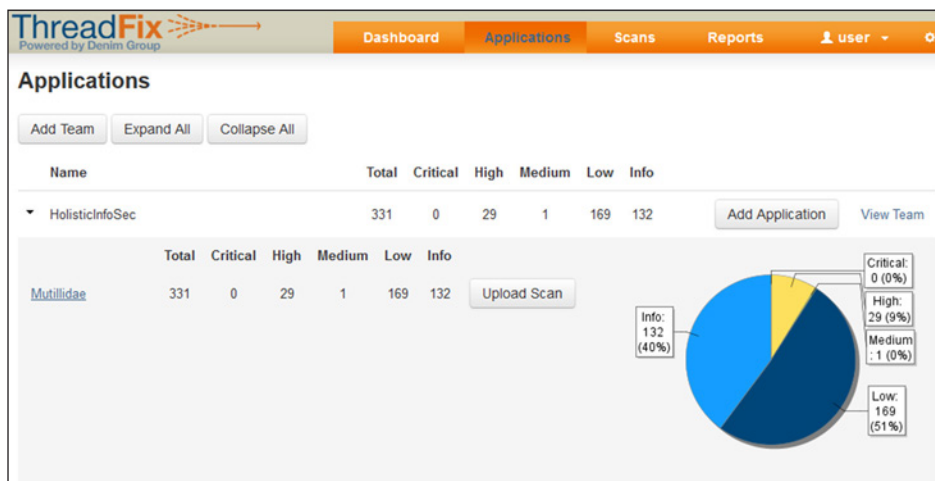 ThreadFix
Powered by Denim Group
Dashboard Applications Scans Reports user
Applications
Add Team Expand All Collapse All
Name Total Critical High Medium Low Info
HolisticInfoSec 331 0 29 1 169 132 Add Application View Team
Total Critical High Medium Low Info
Mutillidae 331 0 29 1 169 132 Upload Scan
Critical:
0 (0%)
High:
29 (9%)
Medium
: 1 (0%)
Low:
169
(51%)
Info:
132
(40%)